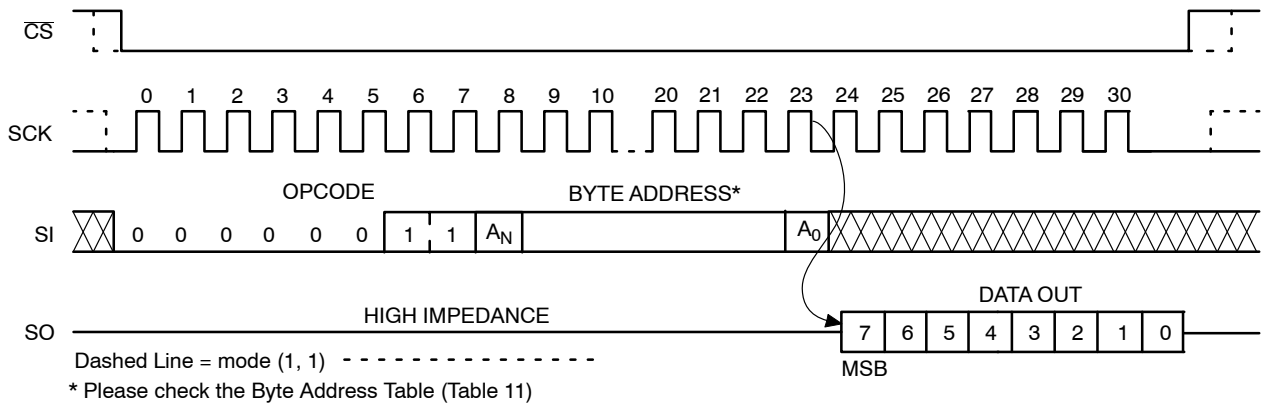 CS
0 1 2 3 4 5 6 7 8 9 10 20 21 22 23 24 25 26 27 28 29 30
SCK
OPCODE BYTE ADDRESS*
SI 0 0 0 0 0 0 1 1 AN A0
DATA OUT
HIGH IMPEDANCE
SO 7 6 5 4 3 2 1 0
Dashed Line = mode (1, 1) - - - - - - - - - - - - - -
MSB
* Please check the Byte Address Table (Table 11)